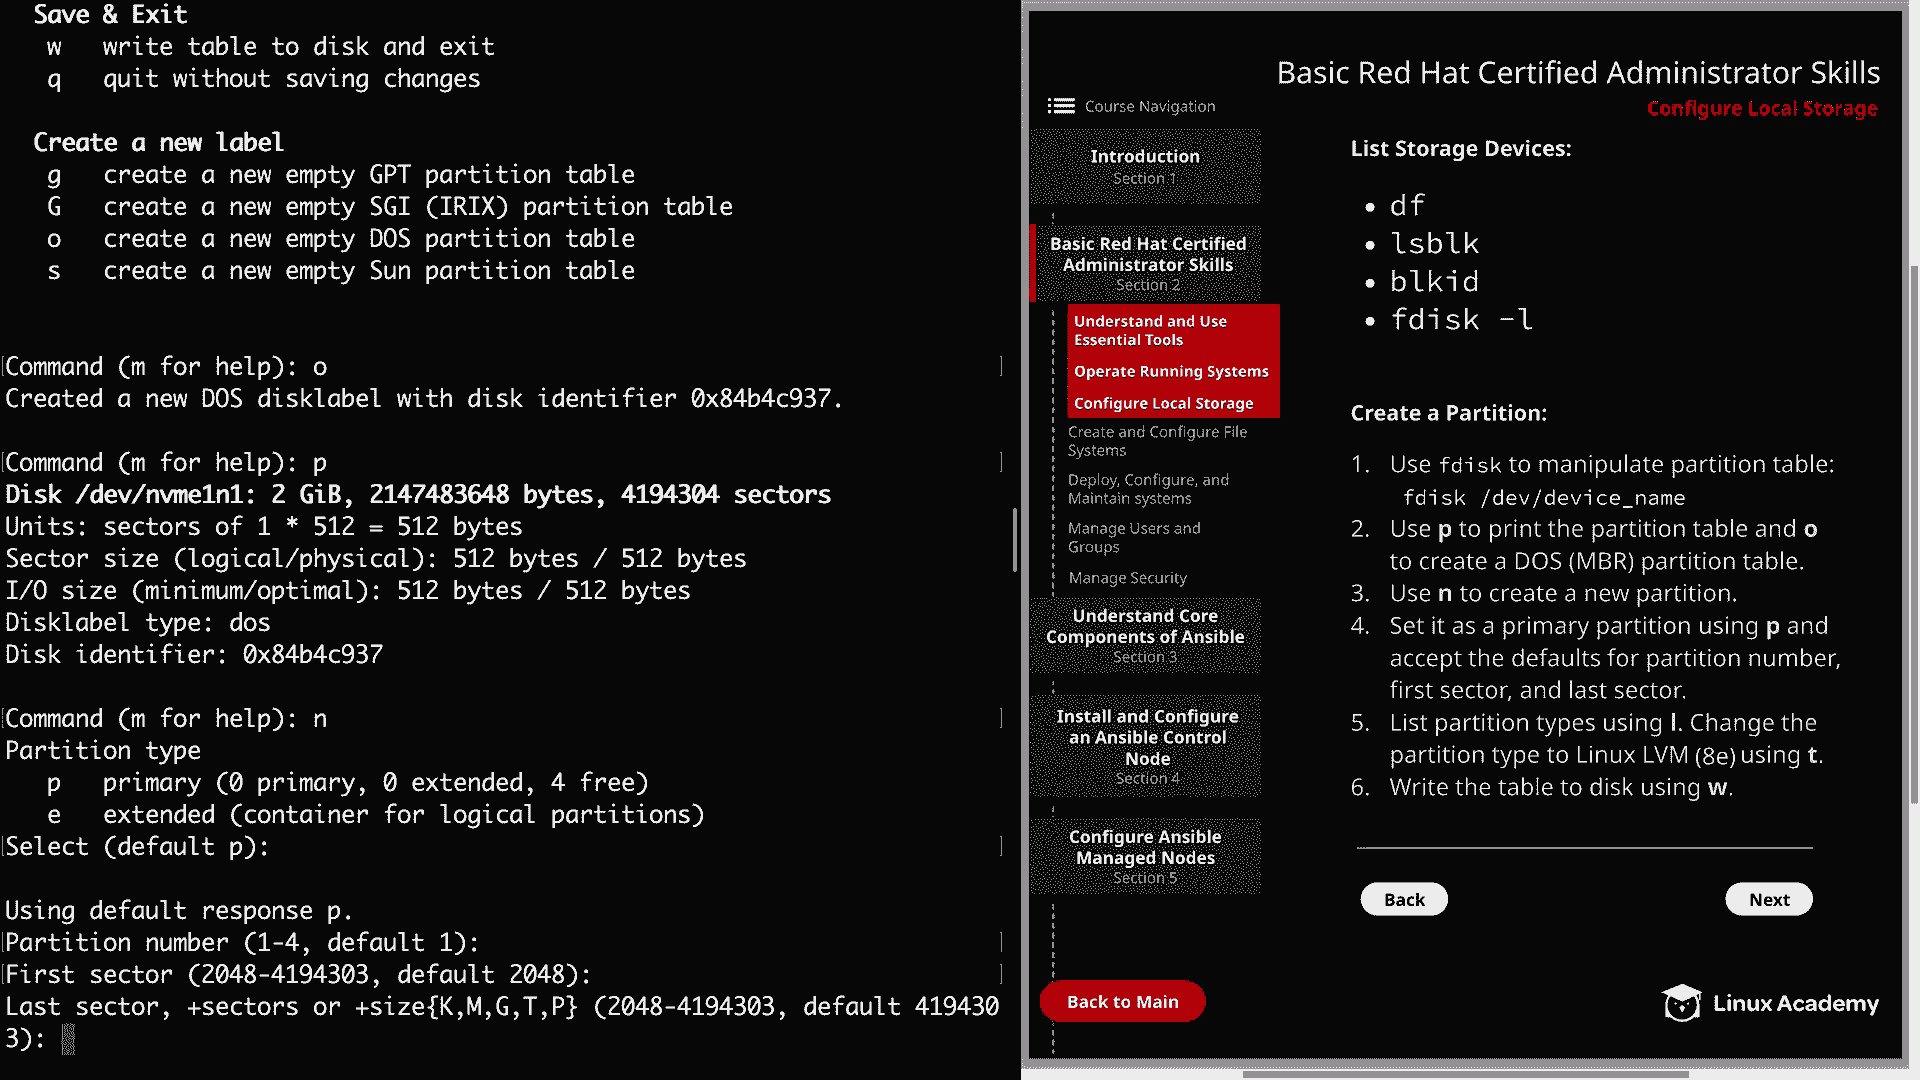 Save & Exit
w   write table to disk and exit
q   quit without saving changes
Create a new label
g   create a new empty GPT partition table
G   create a new empty SGI (IRIX) partition table
o   create a new empty DOS partition table
s   create a new empty Sun partition table
Command (m for help): o
Created a new DOS disklabel with disk identifier 0x84b4c937.
Command (m for help): p
Disk /dev/nvme1n1: 2 GiB, 2147483648 bytes, 4194304 sectors
Units: sectors of 1 * 512 = 512 bytes
Sector size (logical/physical): 512 bytes / 512 bytes
I/O size (minimum/optimal): 512 bytes / 512 bytes
Disklabel type: dos
Disk identifier: 0x84b4c937
Command (m for help): n
Partition type
p   primary (0 primary, 0 extended, 4 free)
e   extended (container for logical partitions)
Select (default p):
Using default response p.
Partition number (1-4, default 1):
First sector (2048-4194303, default 2048):
Last sector, +sectors or +size{K,M,G,T,P} (2048-4194303, default 419430
3):
Basic Red Hat Certified Administrator Skills
Configure Local Storage
Course Navigation
Introduction
Section 1
Basic Red Hat Certified
Administrator Skills
Section 2
Understand and Use
Essential Tools
Operate Running Systems
Configure Local Storage
Create and Configure File
Systems
Deploy, Configure, and
Maintain systems
Manage Users and
Groups
Manage Security
Understand Core
Components of Ansible
Section 3
Install and Configure
an Ansible Control
Node
Section 4
Configure Ansible
Managed Nodes
Section 5
Back to Main
List Storage Devices:
• df
• lsblk
• blkid
• fdisk -l
Create a Partition:
1. Use fdisk to manipulate partition table:
fdisk /dev/device_name
2. Use p to print the partition table and o
to create a DOS (MBR) partition table.
3. Use n to create a new partition.
4. Set it as a primary partition using p and
accept the defaults for partition number,
first sector, and last sector.
5. List partition types using l. Change the
partition type to Linux LVM (8e) using t.
6. Write the table to disk using w.
Back
Next
Linux Academy